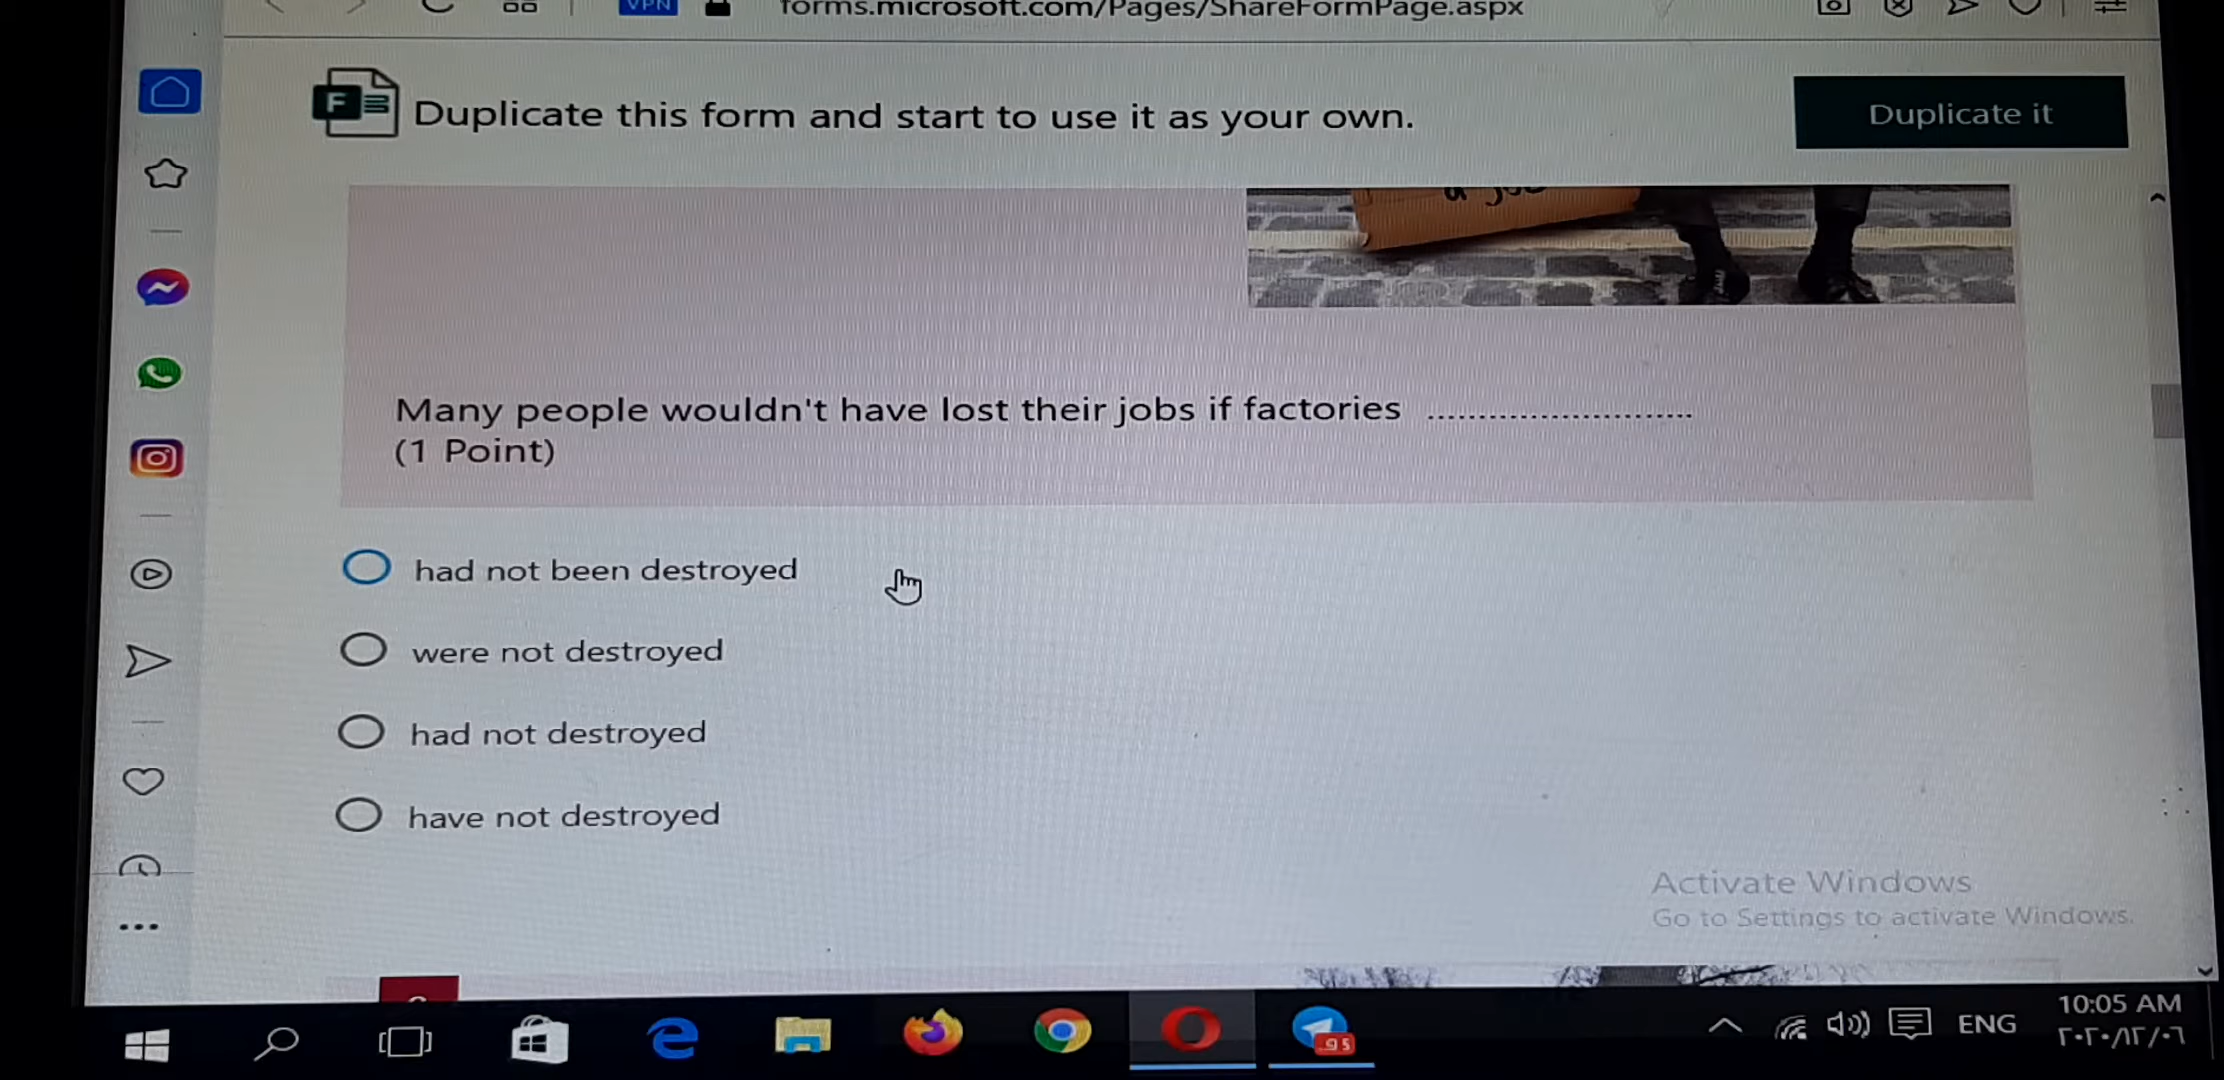 VPN forms.microsoft.com/Pages/ShareFormPage.aspx
F Duplicate this form and start to use it as your own. Duplicate it
a job
Many people wouldn't have lost their jobs if factories ..........................
(1 Point)
had not been destroyed
were not destroyed
had not destroyed
have not destroyed
Activate Windows
Go to Settings to activate Windows.
95
ENG
10:05 AM
٢٠٢٠/١٢/٠٦